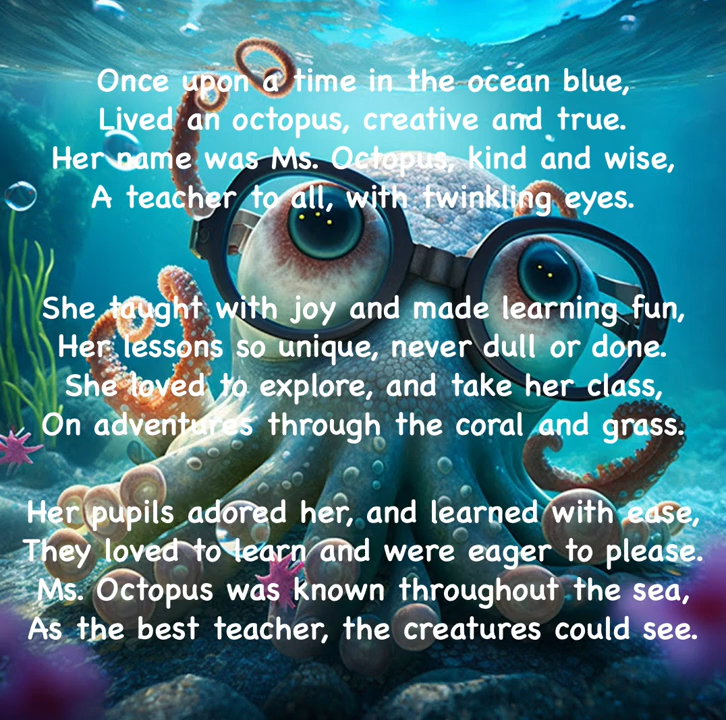 Once upon a time in the ocean blue,
Lived an octopus, creative and true.
Her name was Ms. Octopus, kind and wise,
A teacher to all, with twinkling eyes.
She taught with joy and made learning fun,
Her lessons so unique, never dull or done.
She loved to explore, and take her class,
On adventures through the coral and grass.
Her pupils adored her, and learned with ease,
They loved to learn and were eager to please.
Ms. Octopus was known throughout the sea,
As the best teacher, the creatures could see.